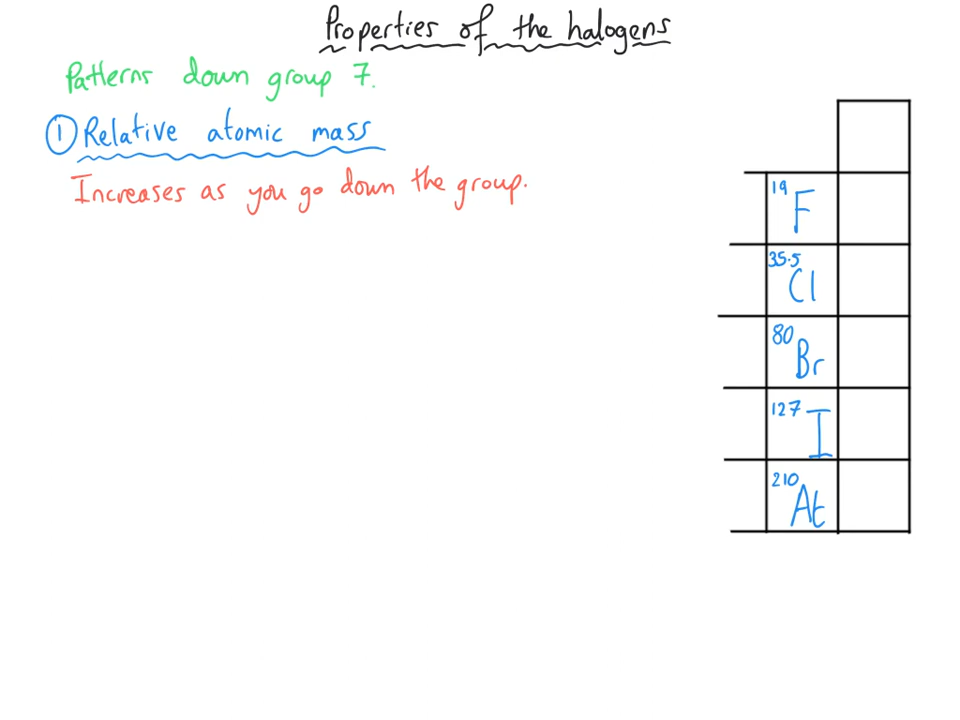 Properties of the halogens
Patterns down group 7.
① Relative atomic mass
Increases as you go down the group.
19
F
35.5
Cl
80
Br
127
I
210
At